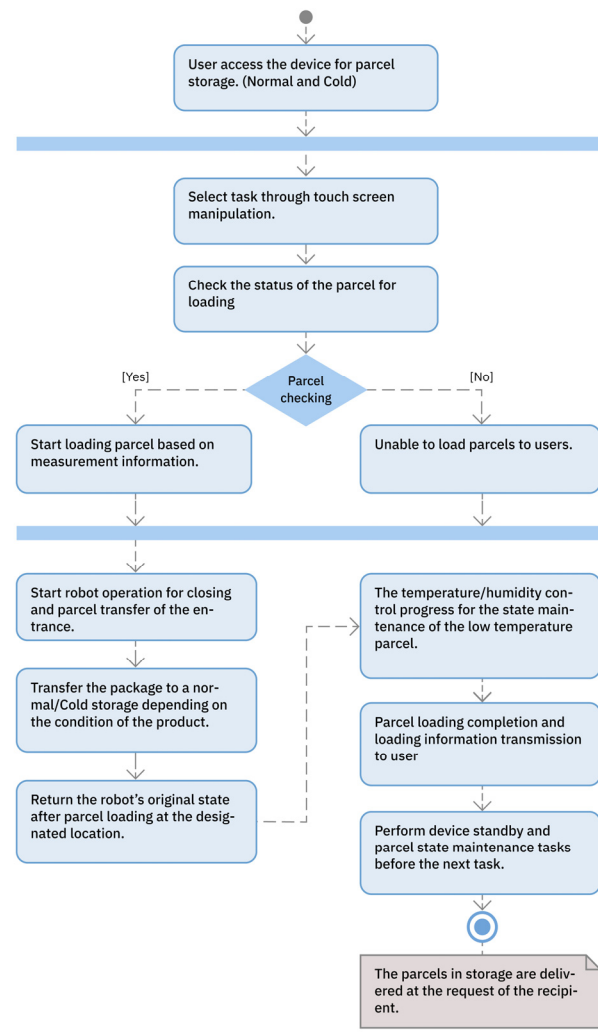 User access the device for parcel
storage. (Normal and Cold)
Select task through touch screen
manipulation.
Check the status of the parcel for
loading
Parcel
checking
[Yes]
[No]
Start loading parcel based on
measurement information.
Unable to load parcels to users.
Start robot operation for closing
and parcel transfer of the en-
trance.
Transfer the package to a nor-
mal/Cold storage depending on
the condition of the product.
Return the robot's original state
after parcel loading at the desig-
nated location.
The temperature/humidity con-
trol progress for the state main-
tenance of the low temperature
parcel.
Parcel loading completion and
loading information transmission
to user
Perform device standby and
parcel state maintenance tasks
before the next task.
The parcels in storage are deliv-
ered at the request of the recipi-
ent.